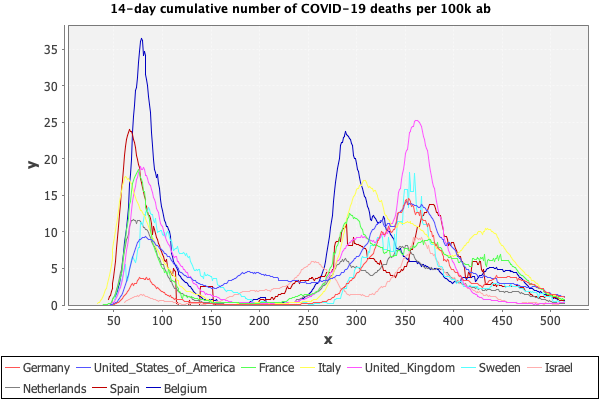 14-day cumulative number of COVID-19 deaths per 100k ab
y
35
30
25
20
15
10
5
0
50 100 150 200 250 300 350 400 450 500
x
Germany United_States_of_America France Italy United_Kingdom Sweden Israel
Netherlands Spain Belgium